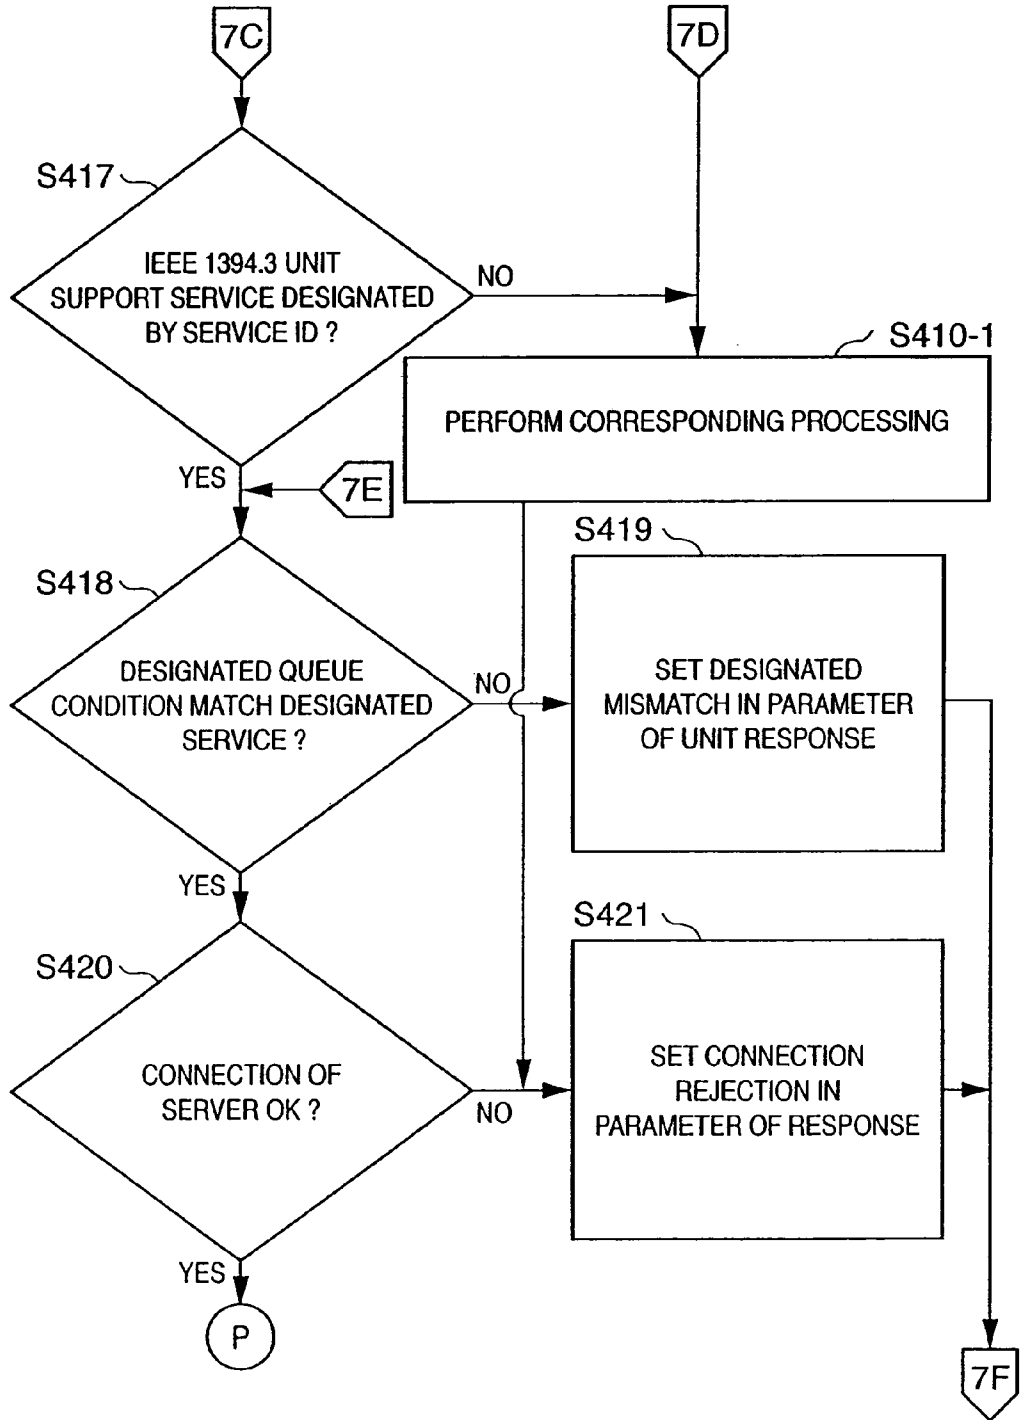 7C
7D
S417
IEEE 1394.3 UNIT
SUPPORT SERVICE DESIGNATED
BY SERVICE ID ?
NO
S410-1
PERFORM CORRESPONDING PROCESSING
YES
7E
S418
DESIGNATED QUEUE
CONDITION MATCH DESIGNATED
SERVICE ?
NO
S419
SET DESIGNATED
MISMATCH IN PARAMETER
OF UNIT RESPONSE
YES
S420
CONNECTION OF
SERVER OK ?
NO
S421
SET CONNECTION
REJECTION IN
PARAMETER OF RESPONSE
YES
P
7F